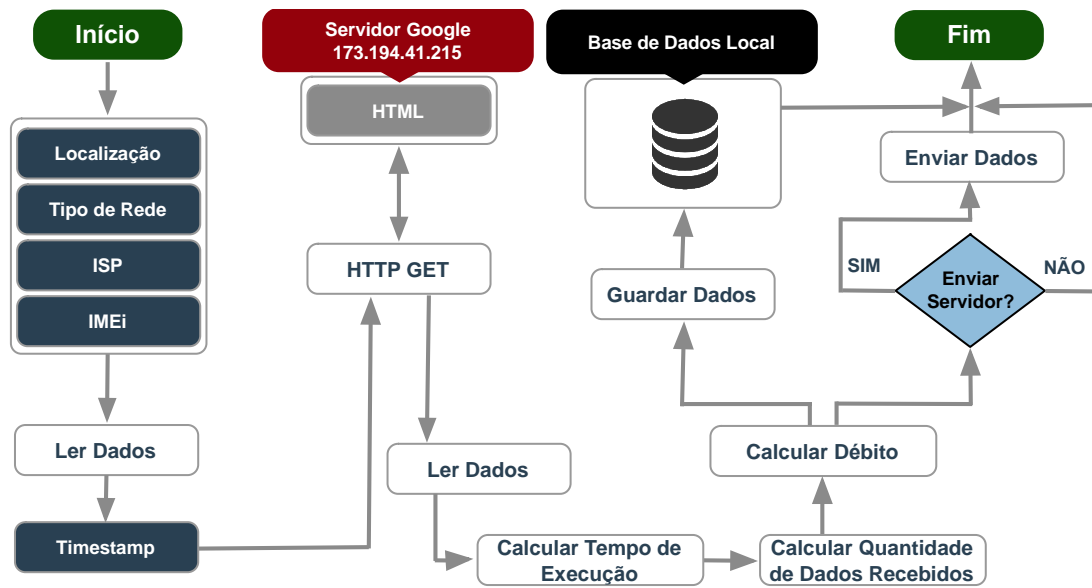 Início
Servidor Google
173.194.41.215
Base de Dados Local
Fim
HTML
Localização
Tipo de Rede
ISP
IMEi
Enviar Dados
HTTP GET
SIM
Enviar
Servidor?
NÃO
Guardar Dados
Ler Dados
Ler Dados
Calcular Débito
Timestamp
Calcular Tempo de
Execução
Calcular Quantidade
de Dados Recebidos